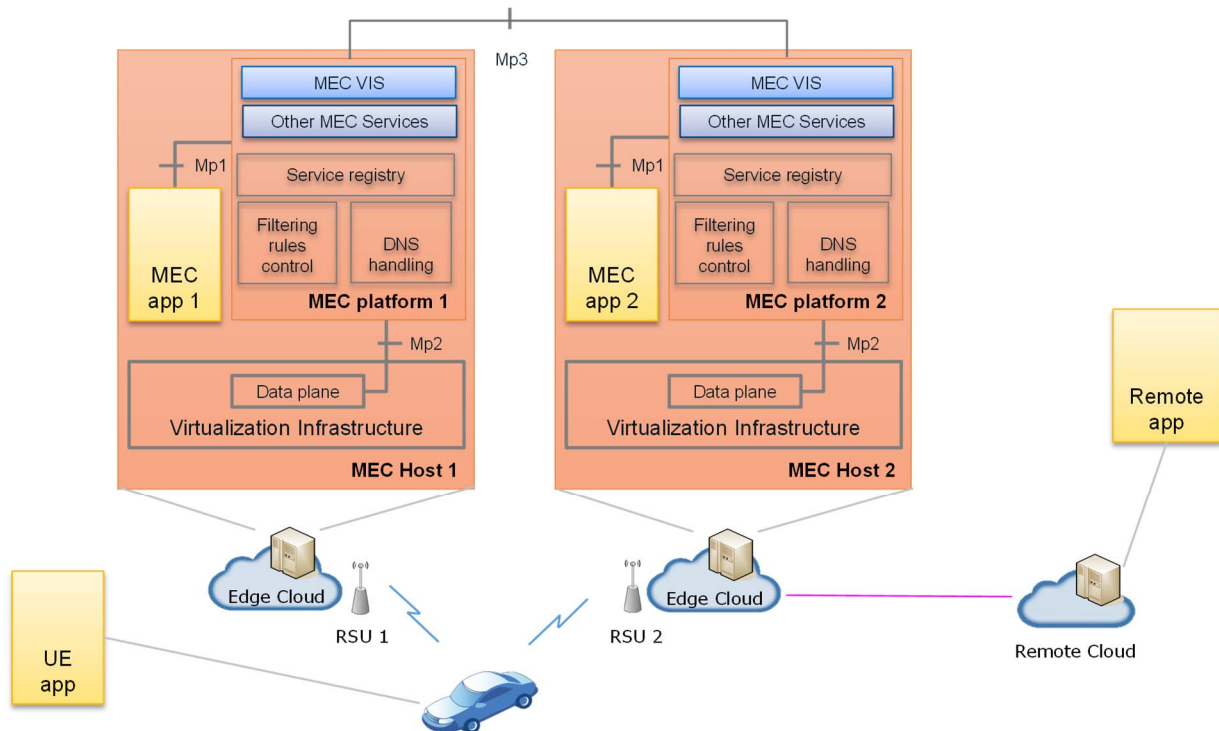 Mp3
MEC VIS
Other MEC Services
Mp1
Service registry
Filtering
rules
control
DNS
handling
MEC
app 1
MEC platform 1
Mp2
Data plane
Virtualization Infrastructure
MEC Host 1
MEC VIS
Other MEC Services
Mp1
Service registry
Filtering
rules
control
DNS
handling
MEC
app 2
MEC platform 2
Mp2
Data plane
Virtualization Infrastructure
MEC Host 2
Remote
app
Edge Cloud
RSU 1
RSU 2
Edge Cloud
Remote Cloud
UE
app